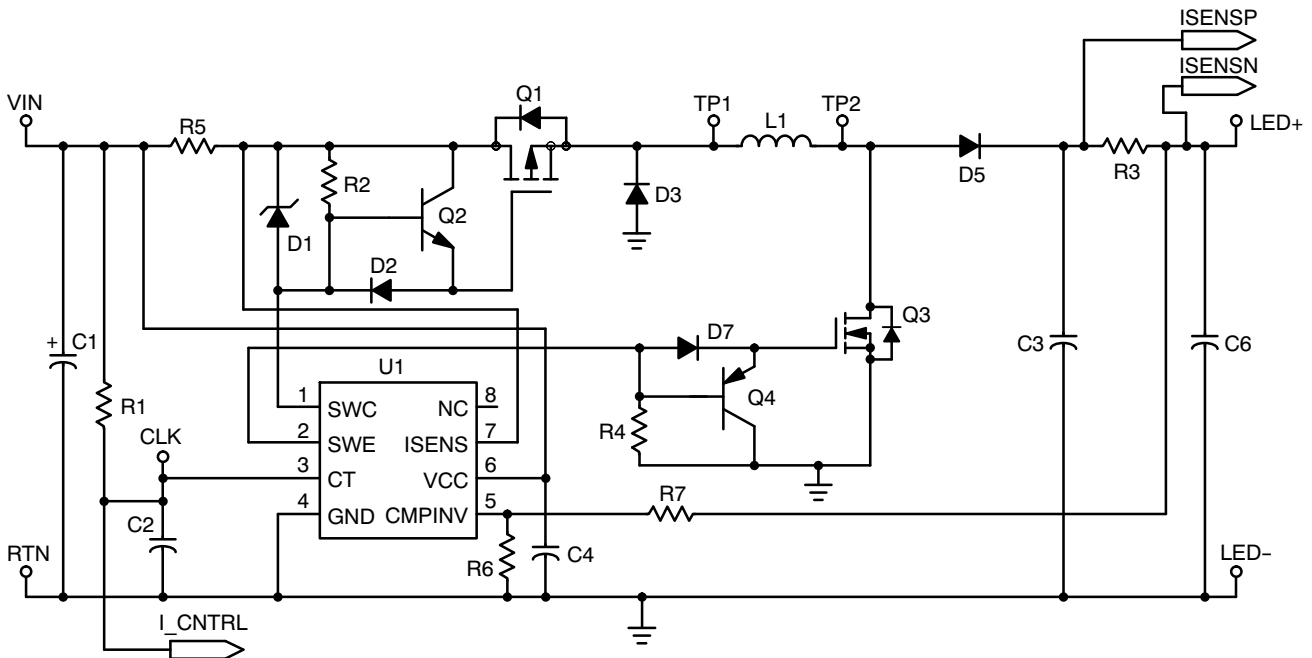 ISENSP
ISENSN
VIN
R5
Q1
TP1
L1
TP2
LED+
R2
Q2
D3
D5
R3
D1
D2
Q3
D7
+ C1
C3
C6
U1
Q4
R1
1 SWC NC 8
R4
CLK
2 SWE ISENS 7
3 CT VCC 6
R7
4 GND CMPINV 5
C2
RTN
R6
C4
LED–
I_CNTRL